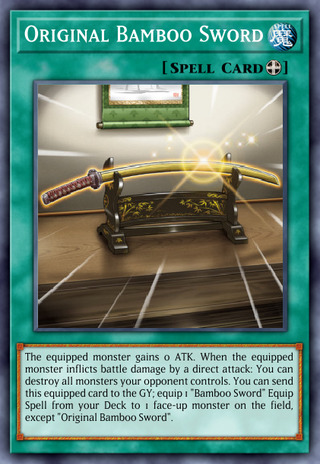 Original Bamboo Sword
魔
[Spell Card]
The equipped monster gains 0 ATK. When the equipped
monster inflicts battle damage by a direct attack: You can
destroy all monsters your opponent controls. You can send
this equipped card to the GY; equip 1 "Bamboo Sword" Equip
Spell from your Deck to 1 face-up monster on the field,
except "Original Bamboo Sword".